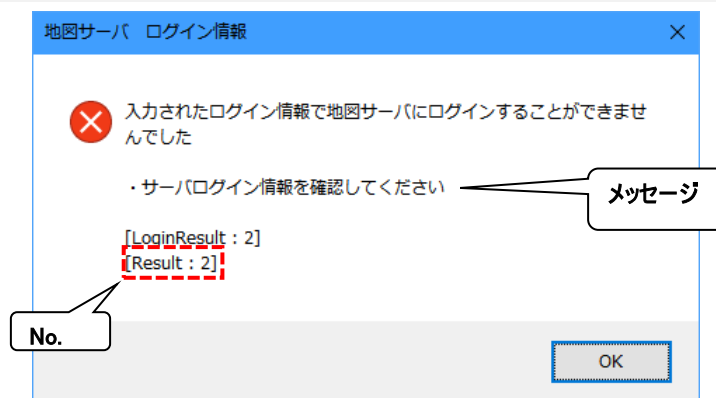 地図サーバ　ログイン情報
入力されたログイン情報で地図サーバにログインすることができませ
んでした
・サーバログイン情報を確認してください
メッセージ
[LoginResult : 2]
[Result : 2]
No.
OK